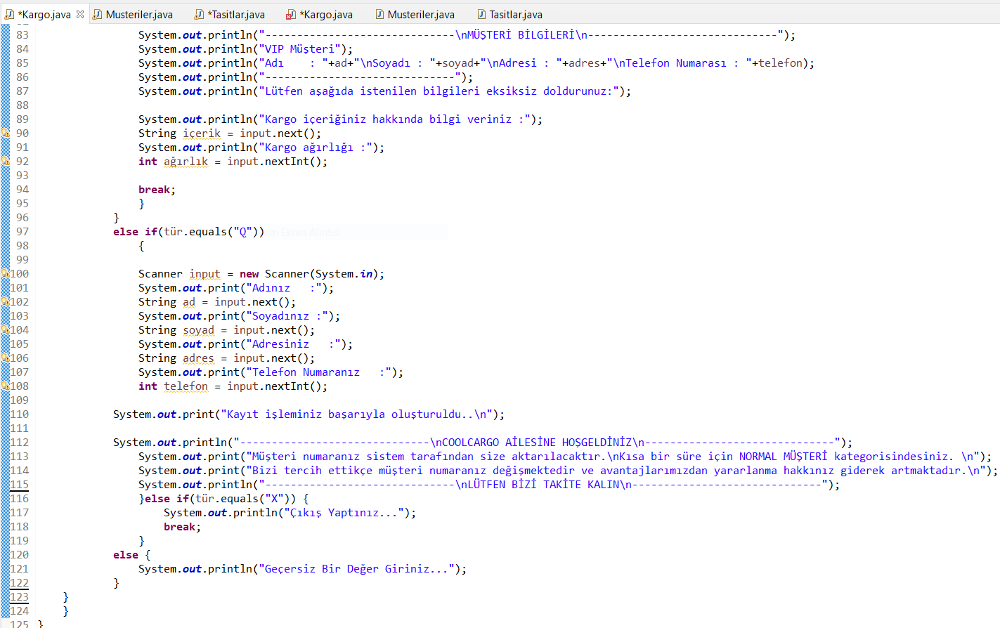 *Kargo.java Musteriler.java *Tasitlar.java *Kargo.java Musteriler.java Tasitlar.java
83 System.out.println("------------------------------\nMÜŞTERİ BİLGİLERİ\n------------------------------");
84 System.out.println("VIP Müşteri");
85 System.out.println("Adı    : "+ad+"\nSoyadı : "+soyad+"\nAdresi : "+adres+"\nTelefon Numarası : "+telefon);
86 System.out.println("------------------------------");
87 System.out.println("Lütfen aşağıda istenilen bilgileri eksiksiz doldurunuz:");
88
89 System.out.println("Kargo içeriğiniz hakkında bilgi veriniz :");
90 String içerik = input.next();
91 System.out.println("Kargo ağırlığı :");
92 int ağırlık = input.nextInt();
93
94 break;
95 }
96 }
97 else if(tür.equals("Q"))
98 {
99
100 Scanner input = new Scanner(System.in);
101 System.out.print("Adınız   :");
102 String ad = input.next();
103 System.out.print("Soyadınız :");
104 String soyad = input.next();
105 System.out.print("Adresiniz   :");
106 String adres = input.next();
107 System.out.print("Telefon Numaranız   :");
108 int telefon = input.nextInt();
109
110 System.out.print("Kayıt işleminiz başarıyla oluşturuldu..\n");
111
112 System.out.println("------------------------------\nCOOLCARGO AİLESİNE HOŞGELDİNİZ\n------------------------------");
113 System.out.print("Müşteri numaranız sistem tarafından size aktarılacaktır.\nKısa bir süre için NORMAL MÜŞTERİ kategorisindesiniz. \n");
114 System.out.print("Bizi tercih ettikçe müşteri numaranız değişmektedir ve avantajlarımızdan yararlanma hakkınız giderek artmaktadır.\n");
115 System.out.println("------------------------------\nLÜTFEN BİZİ TAKİTE KALIN\n------------------------------");
116 }else if(tür.equals("X")) {
117 System.out.println("Çıkış Yaptınız...");
118 break;
119 }
120 else {
121 System.out.println("Geçersiz Bir Değer Giriniz...");
122 }
123 }
124 }
125 }